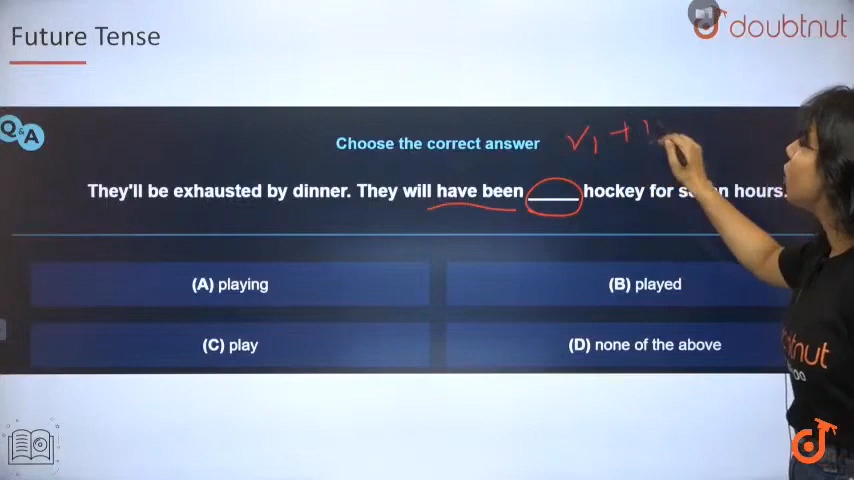 Future Tense
doubtnut
Q&A
Choose the correct answer
V1 +
They'll be exhausted by dinner. They will have been _____ hockey for hours.
(A) playing
(B) played
(C) play
(D) none of the above